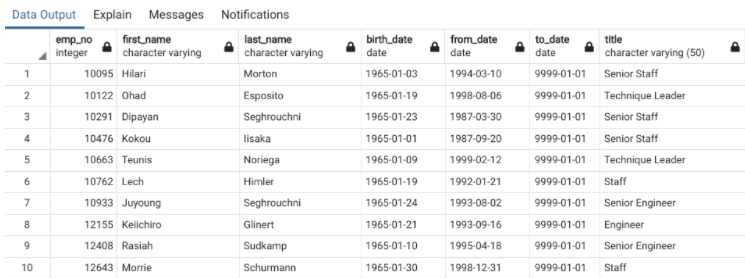 Data Output Explain Messages Notifications
emp_no first_name last_name birth_date from_date to_date title
integer character varying character varying date date date character varying (50)
1 10095 Hilari Morton 1965-01-03 1994-03-10 9999-01-01 Senior Staff
2 10122 Ohad Esposito 1965-01-19 1998-08-06 9999-01-01 Technique Leader
3 10291 Dipayan Seghrouchni 1965-01-23 1987-03-30 9999-01-01 Senior Staff
4 10476 Kokou Iisaka 1965-01-01 1987-09-20 9999-01-01 Senior Staff
5 10663 Teunis Noriega 1965-01-09 1999-02-12 9999-01-01 Technique Leader
6 10762 Lech Himler 1965-01-19 1992-01-21 9999-01-01 Staff
7 10933 Juyoung Seghrouchni 1965-01-24 1993-08-02 9999-01-01 Senior Engineer
8 12155 Keiichiro Glinert 1965-01-21 1993-09-16 9999-01-01 Engineer
9 12408 Rasiah Sudkamp 1965-01-10 1995-04-18 9999-01-01 Senior Engineer
10 12643 Morrie Schurmann 1965-01-30 1998-12-31 9999-01-01 Staff